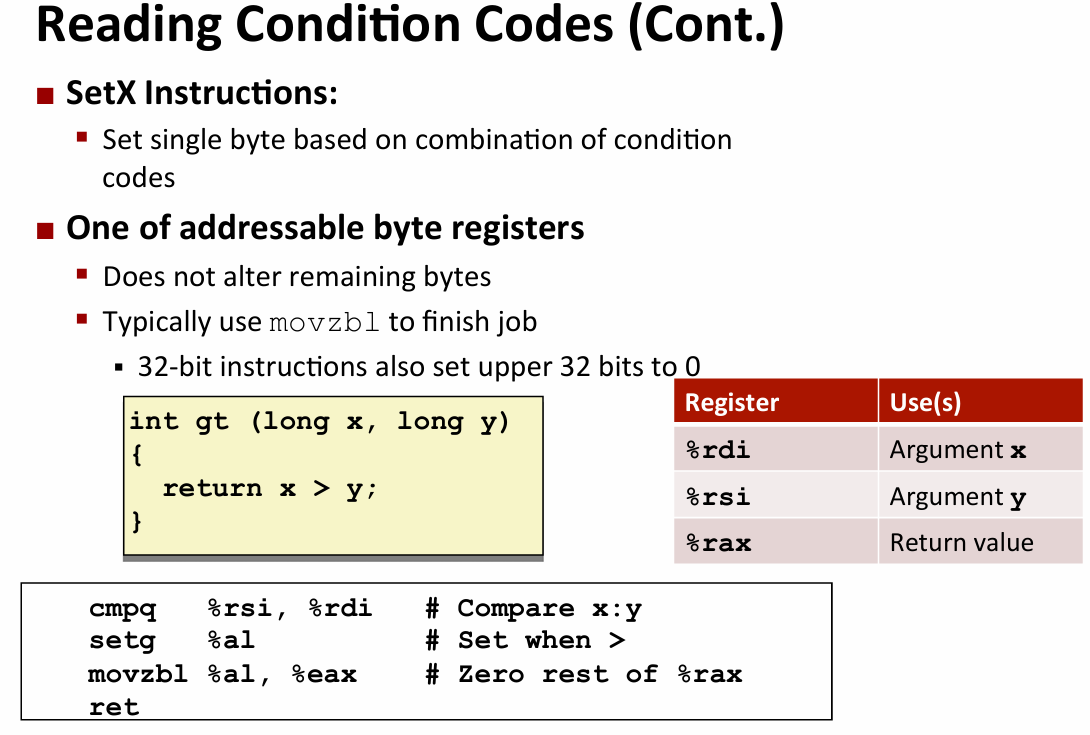 Reading Condition Codes (Cont.)
SetX Instructions:
Set single byte based on combination of condition
codes
One of addressable byte registers
Does not alter remaining bytes
Typically use movzbl to finish job
32-bit instructions also set upper 32 bits to 0
int gt (long x, long y)
{
  return x > y;
}
Register Use(s)
%rdi Argument x
%rsi Argument y
%rax Return value
cmpq   %rsi, %rdi   # Compare x:y
setg   %al          # Set when >
movzbl %al, %eax    # Zero rest of %rax
ret